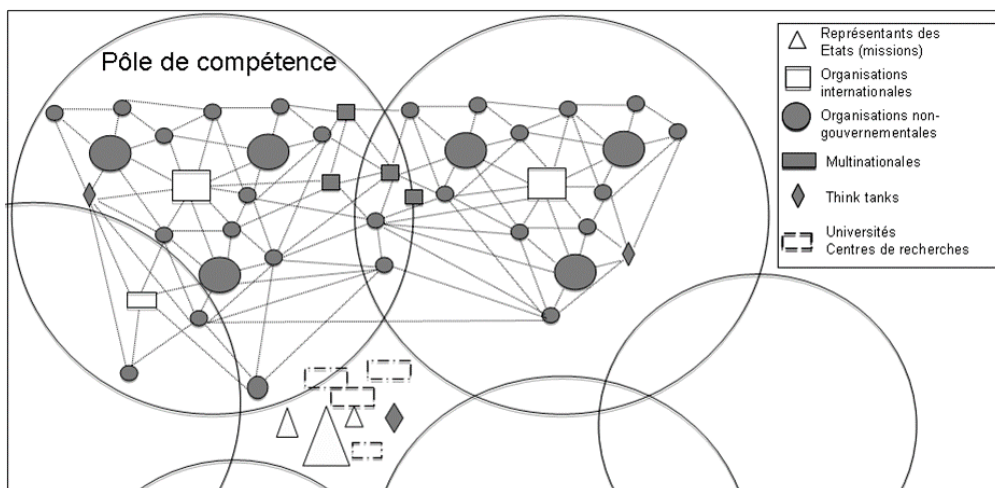 Pôle de compétence
Représentants des
Etats (missions)
Organisations
internationales
Organisations non-
gouvernementales
Multinationales
Think tanks
Universités
Centres de recherches